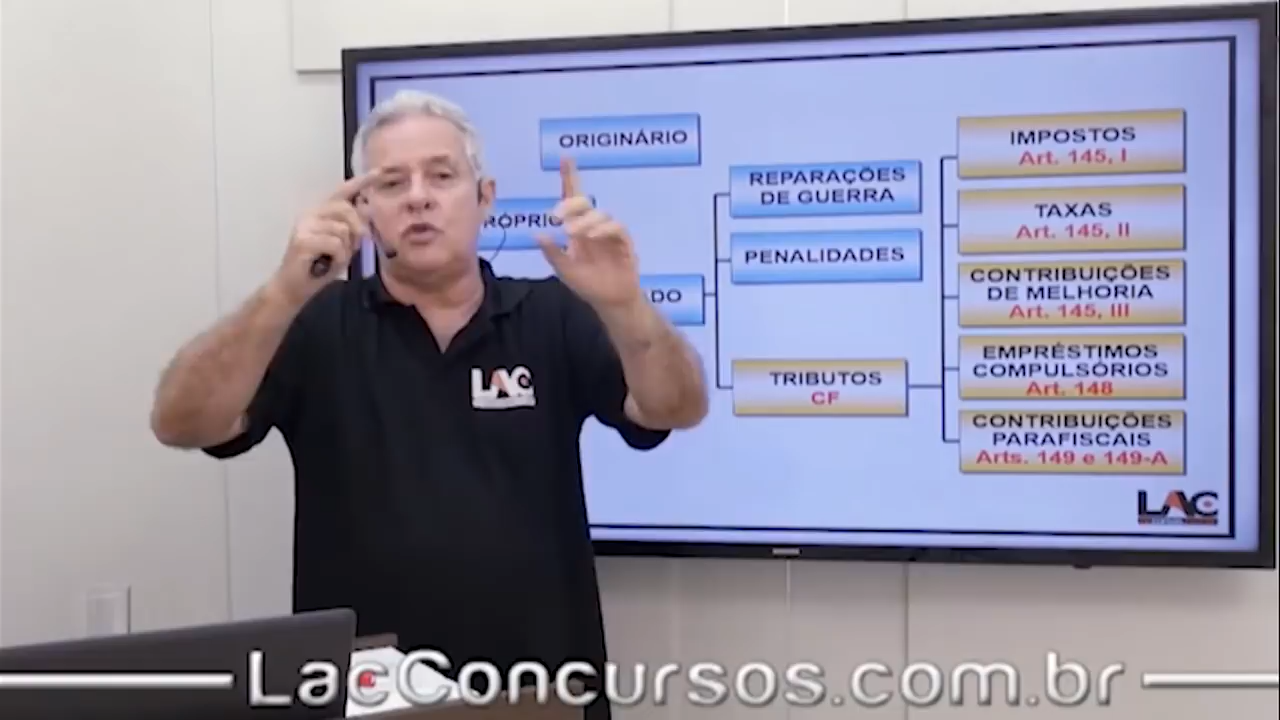 ORIGINÁRIO
REPARAÇÕES
DE GUERRA
PENALIDADES
TRIBUTOS
CF
IMPOSTOS
Art. 145, I
TAXAS
Art. 145, II
CONTRIBUIÇÕES
DE MELHORIA
Art. 145, III
EMPRÉSTIMOS
COMPULSÓRIOS
Art. 148
CONTRIBUIÇÕES
PARAFISCAIS
Arts. 149 e 149-A
LAC
LAC
LacConcursos.com.br